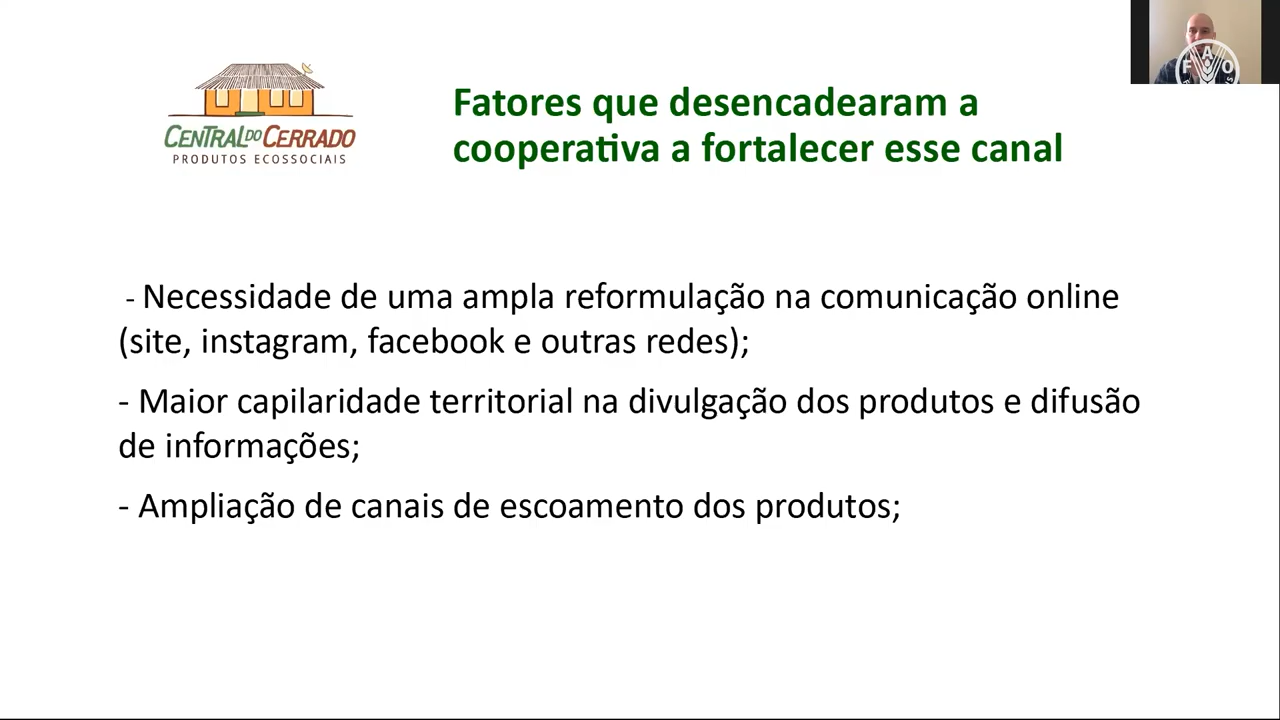 CENTRAL DO CERRADO
PRODUTOS ECOSSOCIAIS
Fatores que desencadearam a
cooperativa a fortalecer esse canal
- Necessidade de uma ampla reformulação na comunicação online
(site, instagram, facebook e outras redes);
- Maior capilaridade territorial na divulgação dos produtos e difusão
de informações;
- Ampliação de canais de escoamento dos produtos;
F A O